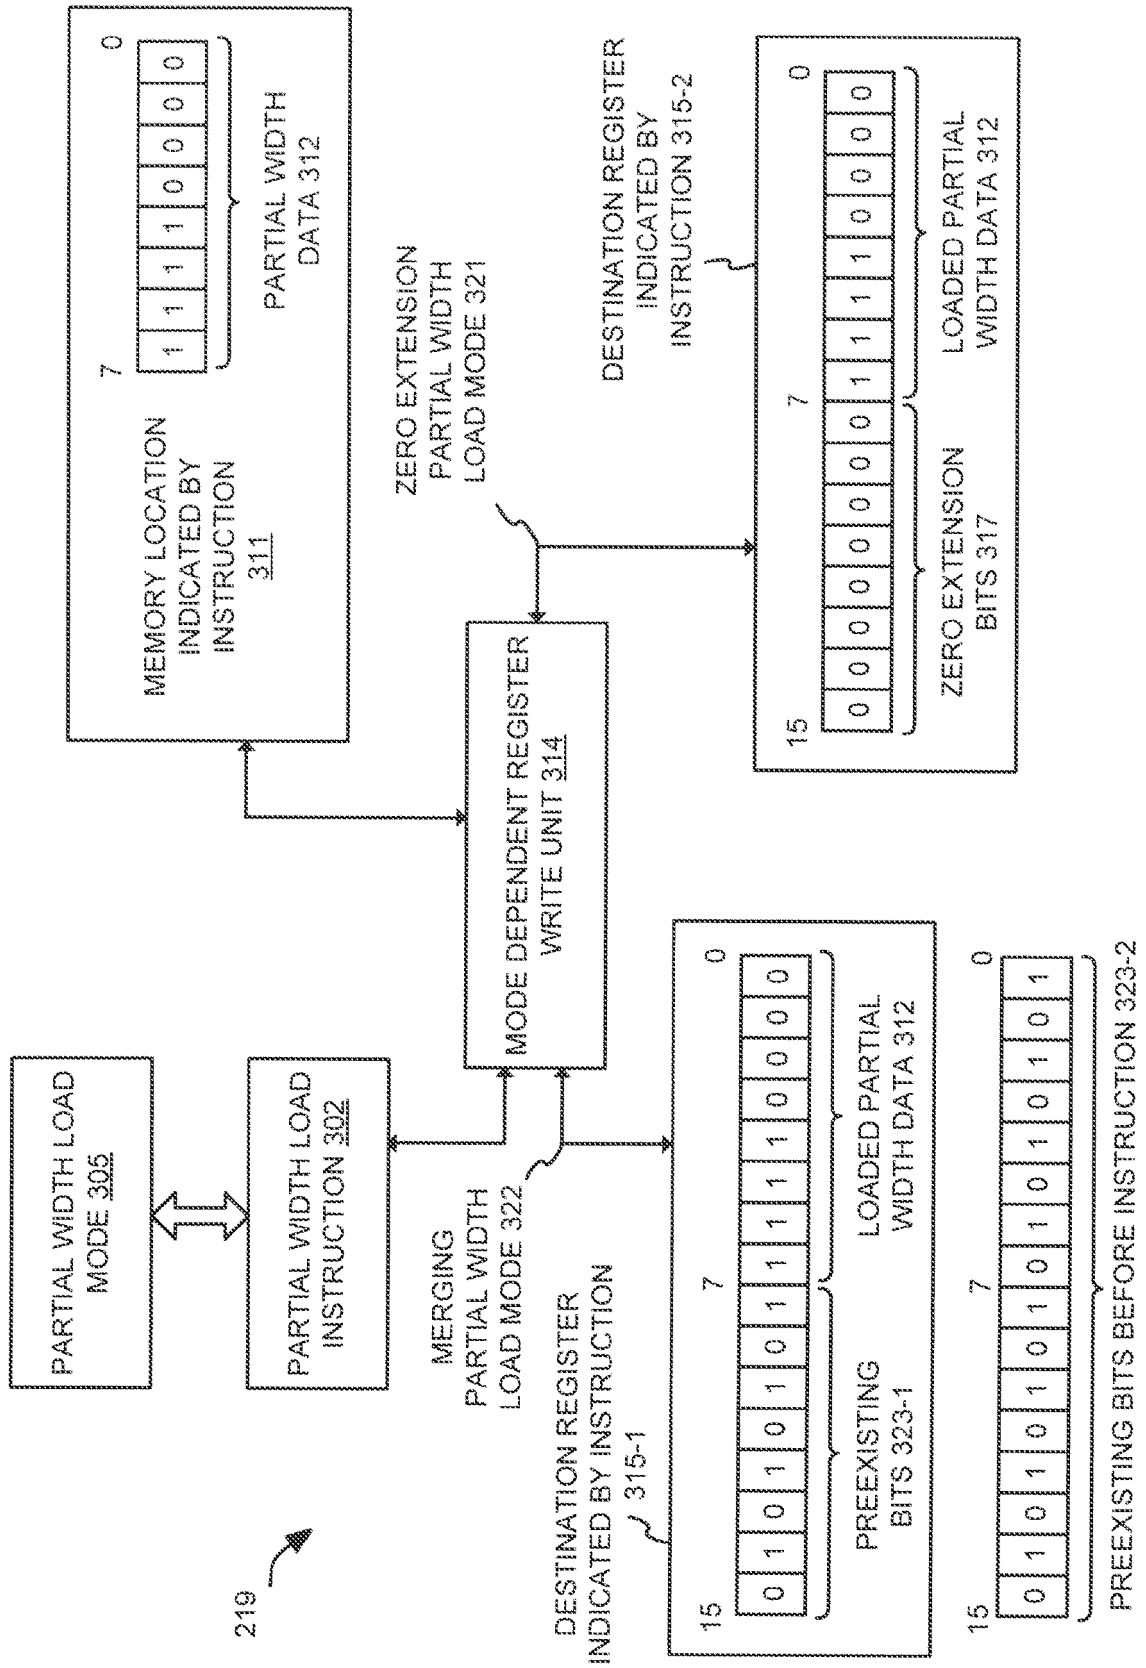 219
PARTIAL WIDTH LOAD
MODE 305
PARTIAL WIDTH LOAD
INSTRUCTION 302
MEMORY LOCATION
INDICATED BY
INSTRUCTION
311
7 0
1 1 1 1 0 0 0 0
PARTIAL WIDTH
DATA 312
MODE DEPENDENT REGISTER
WRITE UNIT 314
MERGING
PARTIAL WIDTH
LOAD MODE 322
ZERO EXTENSION
PARTIAL WIDTH
LOAD MODE 321
DESTINATION REGISTER
INDICATED BY INSTRUCTION
315-1
15 7 0
0 1 0 1 0 1 0 1 1 1 1 1 0 0 0 0
PREEXISTING
BITS 323-1
LOADED PARTIAL
WIDTH DATA 312
15 7 0
0 1 0 1 0 1 0 1 0 1 0 1 0 1 0 1
PREEXISTING BITS BEFORE INSTRUCTION 323-2
DESTINATION REGISTER
INDICATED BY
INSTRUCTION 315-2
15 7 0
0 0 0 0 0 0 0 0 1 1 1 1 0 0 0 0
ZERO EXTENSION
BITS 317
LOADED PARTIAL
WIDTH DATA 312